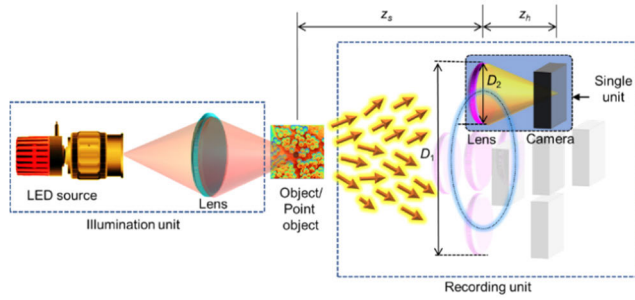 z_s
z_h
D_2
Single
unit
Lens
Camera
D_1
LED source
Lens
Object/
Point
object
Illumination unit
Recording unit